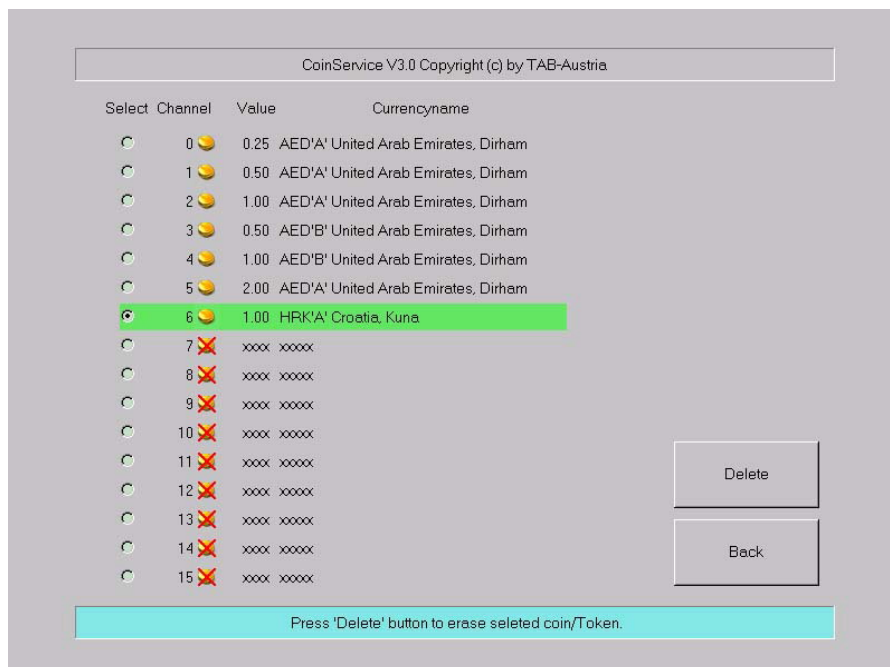 CoinService V3.0 Copyright (c) by TAB-Austria
Select Channel Value Currencyname
0 0.25 AED'A' United Arab Emirates, Dirham
1 0.50 AED'A' United Arab Emirates, Dirham
2 1.00 AED'A' United Arab Emirates, Dirham
3 0.50 AED'B' United Arab Emirates, Dirham
4 1.00 AED'B' United Arab Emirates, Dirham
5 2.00 AED'A' United Arab Emirates, Dirham
6 1.00 HRK'A' Croatia, Kuna
7 xxxx xxxxx
8 xxxx xxxxx
9 xxxx xxxxx
10 xxxx xxxxx
11 xxxx xxxxx
12 xxxx xxxxx
13 xxxx xxxxx
14 xxxx xxxxx
15 xxxx xxxxx
Delete
Back
Press 'Delete' button to erase seleted coin/Token.